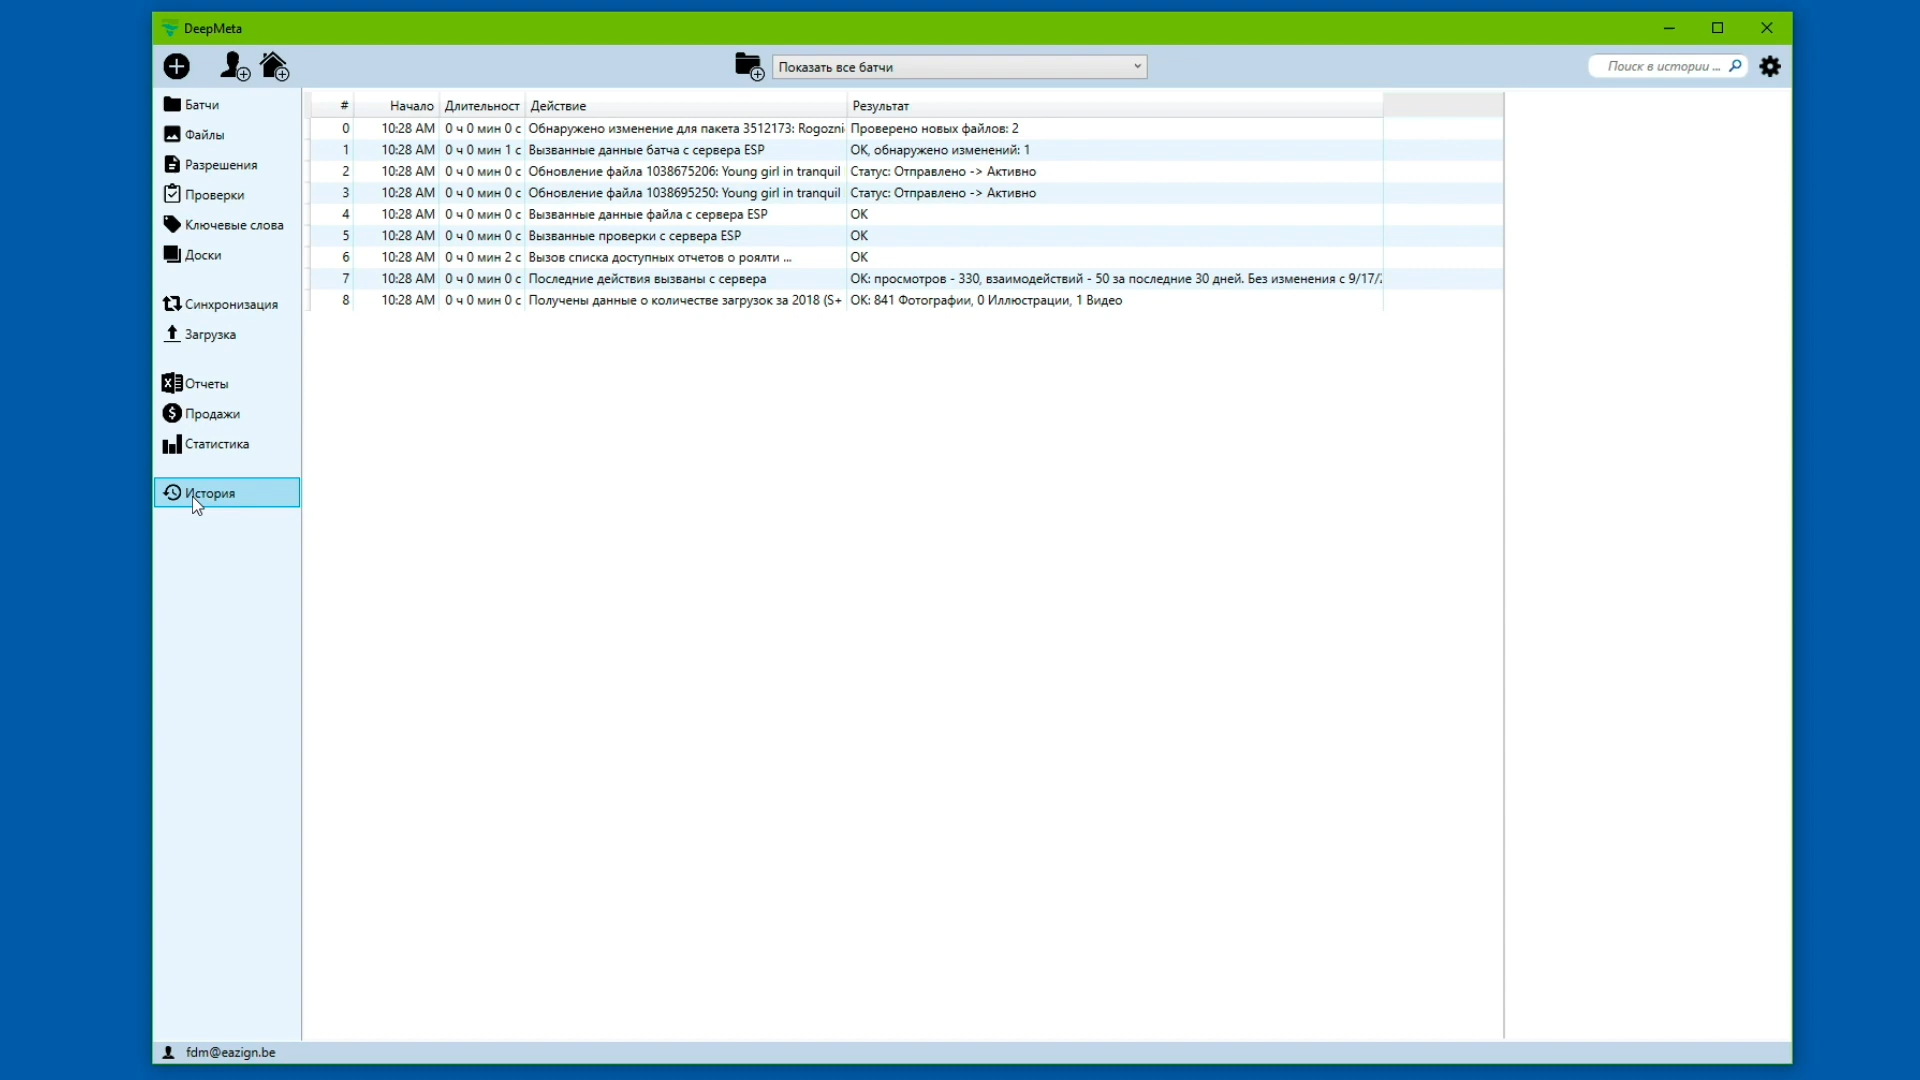 DeepMeta
Показать все батчи
Поиск в истории ...
Батчи
Файлы
Разрешения
Проверки
Ключевые слова
Доски
Синхронизация
Загрузка
Отчеты
Продажи
Статистика
История
# Начало Длительност Действие Результат
0 10:28 AM 0 ч 0 мин 0 с Обнаружено изменение для пакета 3512173: Rogozni Проверено новых файлов: 2
1 10:28 AM 0 ч 0 мин 1 с Вызванные данные батча с сервера ESP ОК, обнаружено изменений: 1
2 10:28 AM 0 ч 0 мин 0 с Обновление файла 1038675206: Young girl in tranquil Статус: Отправлено -> Активно
3 10:28 AM 0 ч 0 мин 0 с Обновление файла 1038695250: Young girl in tranquil Статус: Отправлено -> Активно
4 10:28 AM 0 ч 0 мин 0 с Вызванные данные файла с сервера ESP ОК
5 10:28 AM 0 ч 0 мин 0 с Вызванные проверки с сервера ESP ОК
6 10:28 AM 0 ч 0 мин 2 с Вызов списка доступных отчетов о роялти ... ОК
7 10:28 AM 0 ч 0 мин 0 с Последние действия вызваны с сервера ОК: просмотров - 330, взаимодействий - 50 за последние 30 дней. Без изменения с 9/17/
8 10:28 AM 0 ч 0 мин 0 с Получены данные о количестве загрузок за 2018 (S+ ОК: 841 Фотографии, 0 Иллюстрации, 1 Видео
fdm@eazign.be